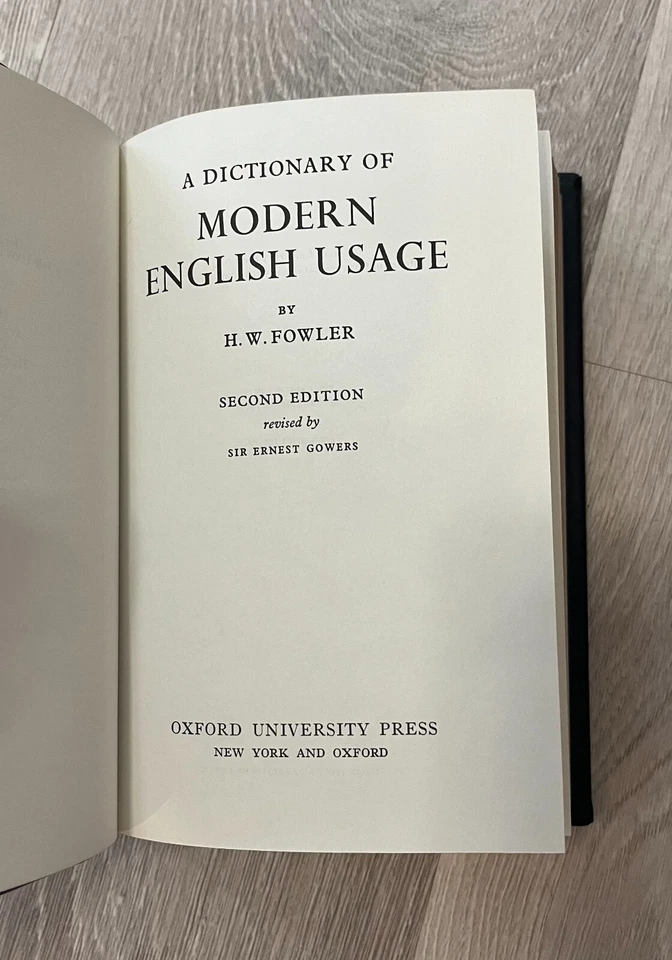 A DICTIONARY OF
MODERN
ENGLISH USAGE
BY
H. W. FOWLER
SECOND EDITION
revised by
SIR ERNEST GOWERS
OXFORD UNIVERSITY PRESS
NEW YORK AND OXFORD